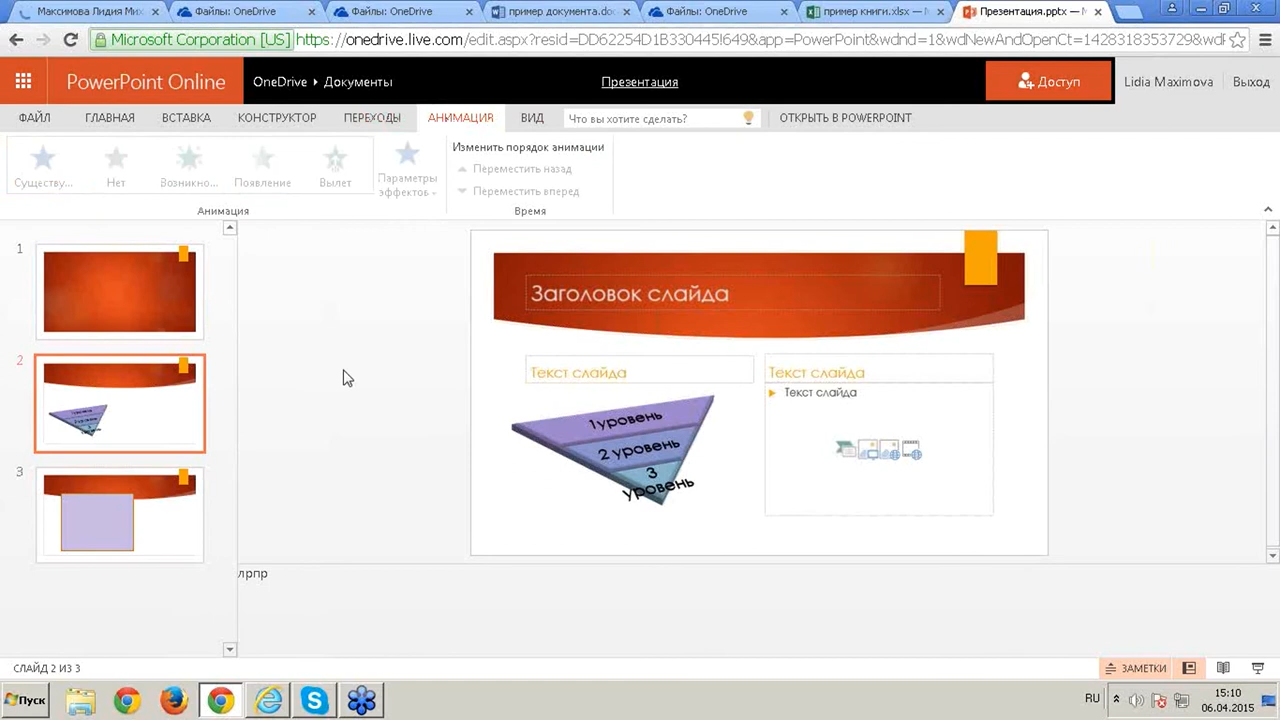 Максимова Лидия Мих
Файлы: OneDrive
Файлы: OneDrive
пример документа.doc
Файлы: OneDrive
пример книги.xlsx — М
Презентация.pptx — М
Microsoft Corporation [US] https://onedrive.live.com/edit.aspx?resid=DD62254D1B330445!649&app=PowerPoint&wdnd=1&wdNewAndOpenCt=1428318353729&wdF
PowerPoint Online
OneDrive ▸ Документы
Презентация
Доступ
Lidia Maximova
Выход
ФАЙЛ ГЛАВНАЯ ВСТАВКА КОНСТРУКТОР ПЕРЕХОДЫ АНИМАЦИЯ ВИД Что вы хотите сделать? ОТКРЫТЬ В POWERPOINT
Существу... Нет Возникно... Появление Вылет
Параметры
эффектов
Анимация
Изменить порядок анимации
Переместить назад
Переместить вперед
Время
1
2
3
Заголовок слайда
Текст слайда
1уровень
2 уровень
3
уровень
Текст слайда
Текст слайда
лрпр
СЛАЙД 2 ИЗ 3
ЗАМЕТКИ
Пуск
RU
15:10
06.04.2015